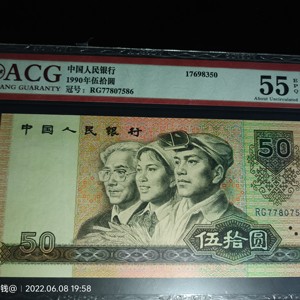 ACG
ANG GUARANTY
中国人民银行
1990年伍拾圆
冠号: RG77807586
17698350
55
EPQ
About Uncirculated
中国人民银行
50
RG778075
50
伍拾圆
钱@ | 2022.06.08 19:58